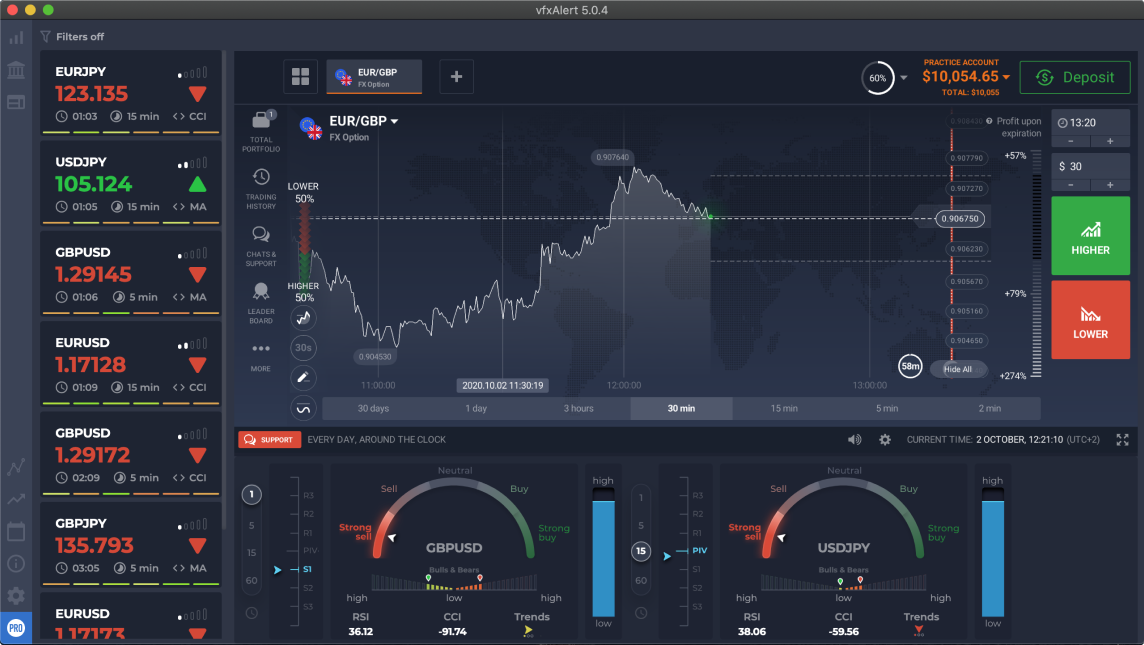 vfxAlert 5.0.4
Filters off
EURJPY
123.135
01:03 15 min CCI
USDJPY
105.124
01:05 15 min MA
GBPUSD
1.29145
01:06 5 min MA
EURUSD
1.17128
01:09 15 min CCI
GBPUSD
1.29172
02:09 5 min CCI
GBPJPY
135.793
03:05 5 min MA
EURUSD
1.17173
PRO
EUR/GBP
FX Option
+
60%
PRACTICE ACCOUNT
$10,054.65
TOTAL: $10,055
Deposit
1
TOTAL
PORTFOLIO
TRADING
HISTORY
CHATS &
SUPPORT
LEADER
BOARD
MORE
EUR/GBP
FX Option
LOWER
50%
HIGHER
50%
30s
0.907640
0.904530
11:00:00
2020.10.02 11:30:19
12:00:00
13:00:00
58m
Hide All
0.908430
0.907790
0.907270
0.906750
0.906230
0.905670
0.905160
0.904650
Profit upon
expiration
+57%
+79%
+274%
13:20
- +
$ 30
- +
HIGHER
LOWER
30 days 1 day 3 hours 30 min 15 min 5 min 2 min
SUPPORT EVERY DAY, AROUND THE CLOCK
CURRENT TIME: 2 OCTOBER, 12:21:10 (UTC+2)
1
5
15
60
R3
R2
R1
PIV
S1
S2
S3
Neutral
Sell Buy
Strong
sell
Strong
buy
GBPUSD
Bulls & Bears
high low high
RSI CCI Trends
36.12 -91.74
high
low
1
5
15
60
R3
R2
R1
PIV
S1
S2
S3
Neutral
Sell Buy
Strong
sell
Strong
buy
USDJPY
Bulls & Bears
high low high
RSI CCI Trends
38.06 -59.56
high
low